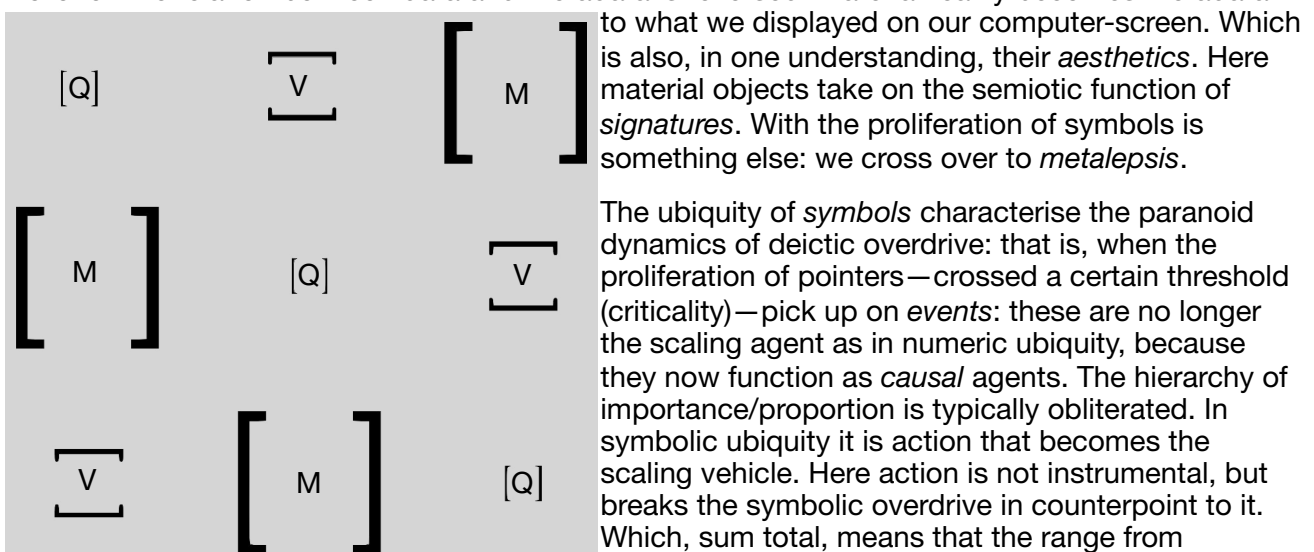 to what we displayed on our computer-screen. Which
is also, in one understanding, their aesthetics. Here
material objects take on the semiotic function of
signatures. With the proliferation of symbols is
something else: we cross over to metalepsis.
The ubiquity of symbols characterise the paranoid
dynamics of deictic overdrive: that is, when the
proliferation of pointers—crossed a certain threshold
(criticality)—pick up on events: these are no longer
the scaling agent as in numeric ubiquity, because
they now function as causal agents. The hierarchy of
importance/proportion is typically obliterated. In
symbolic ubiquity it is action that becomes the
scaling vehicle. Here action is not instrumental, but
breaks the symbolic overdrive in counterpoint to it.
Which, sum total, means that the range from
[Q] [V] [M]
[M] [Q] [V]
[V] [M] [Q]